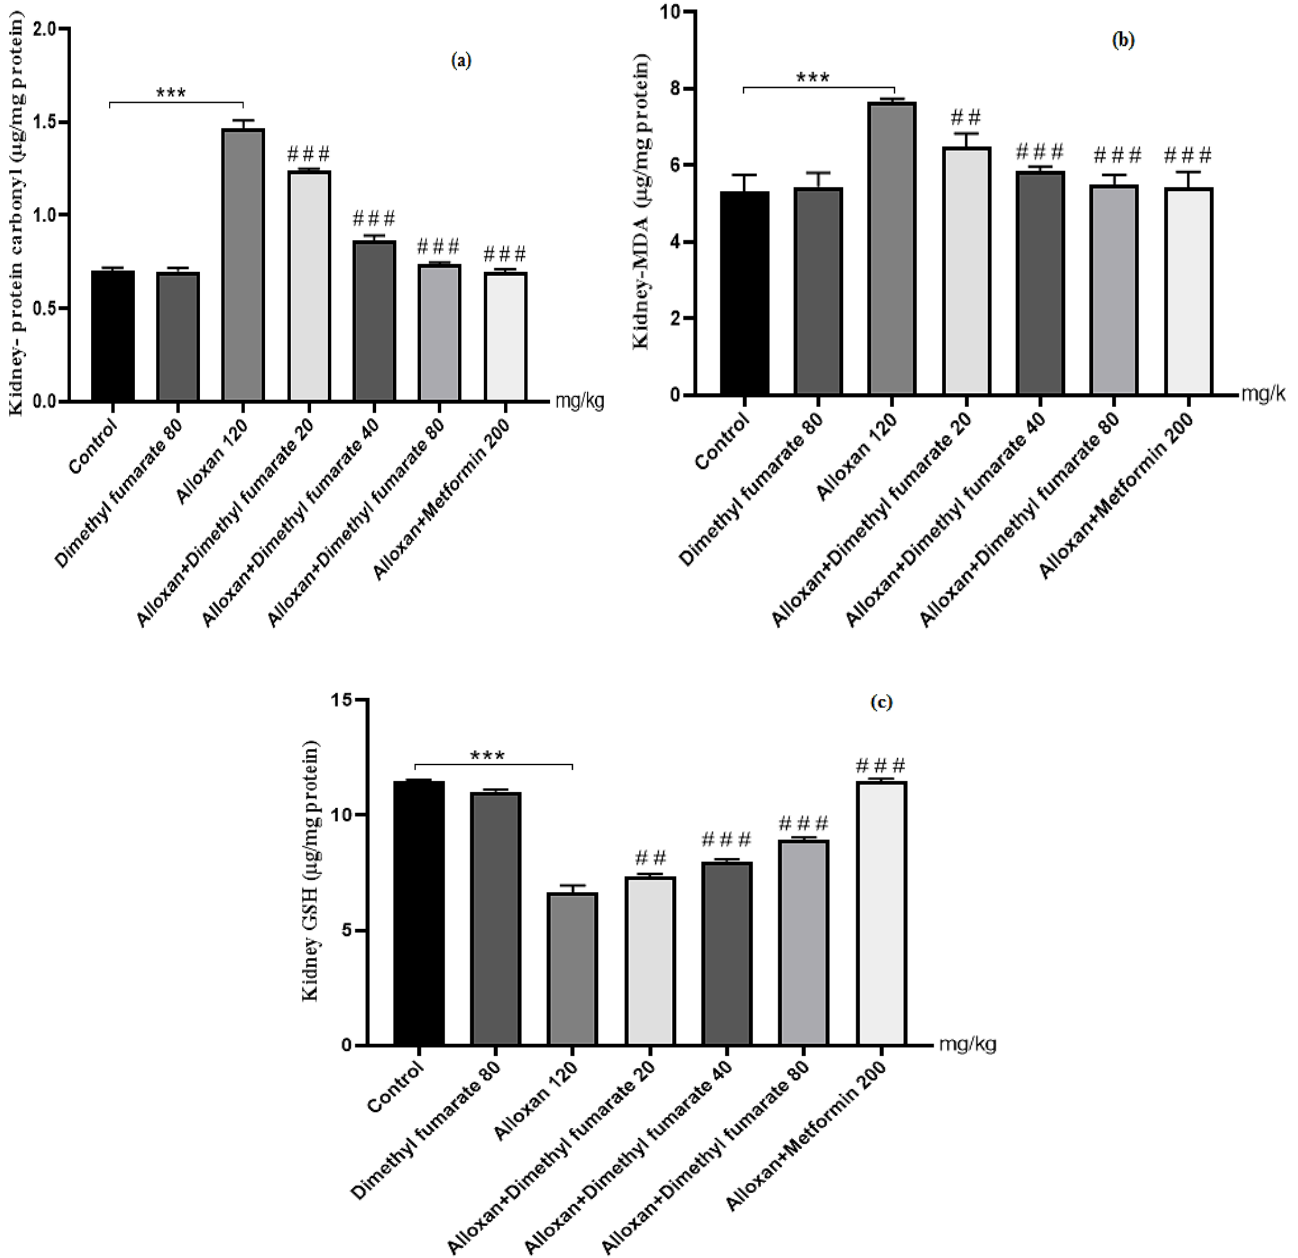 (a)
Kidney- protein carbonyl (µg/mg protein)
2.0
1.5
1.0
0.5
0.0
***
###
###
###
###
mg/kg
Control
Dimethyl fumarate 80
Alloxan 120
Alloxan+Dimethyl fumarate 20
Alloxan+Dimethyl fumarate 40
Alloxan+Dimethyl fumarate 80
Alloxan+Metformin 200
(b)
Kidney-MDA (µg/mg protein)
10
8
6
4
2
0
***
##
###
###
###
mg/k
Control
Dimethyl fumarate 80
Alloxan 120
Alloxan+Dimethyl fumarate 20
Alloxan+Dimethyl fumarate 40
Alloxan+Dimethyl fumarate 80
Alloxan+Metformin 200
(c)
Kidney GSH (µg/mg protein)
15
10
5
0
***
##
###
###
###
mg/kg
Control
Dimethyl fumarate 80
Alloxan 120
Alloxan+Dimethyl fumarate 20
Alloxan+Dimethyl fumarate 40
Alloxan+Dimethyl fumarate 80
Alloxan+Metformin 200